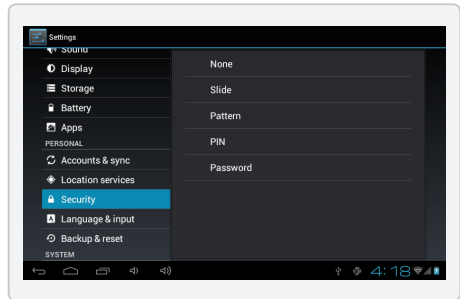 Settings
Sound
Display
Storage
Battery
Apps
PERSONAL
Accounts & sync
Location services
Security
Language & input
Backup & reset
SYSTEM
None
Slide
Pattern
PIN
Password
4:18